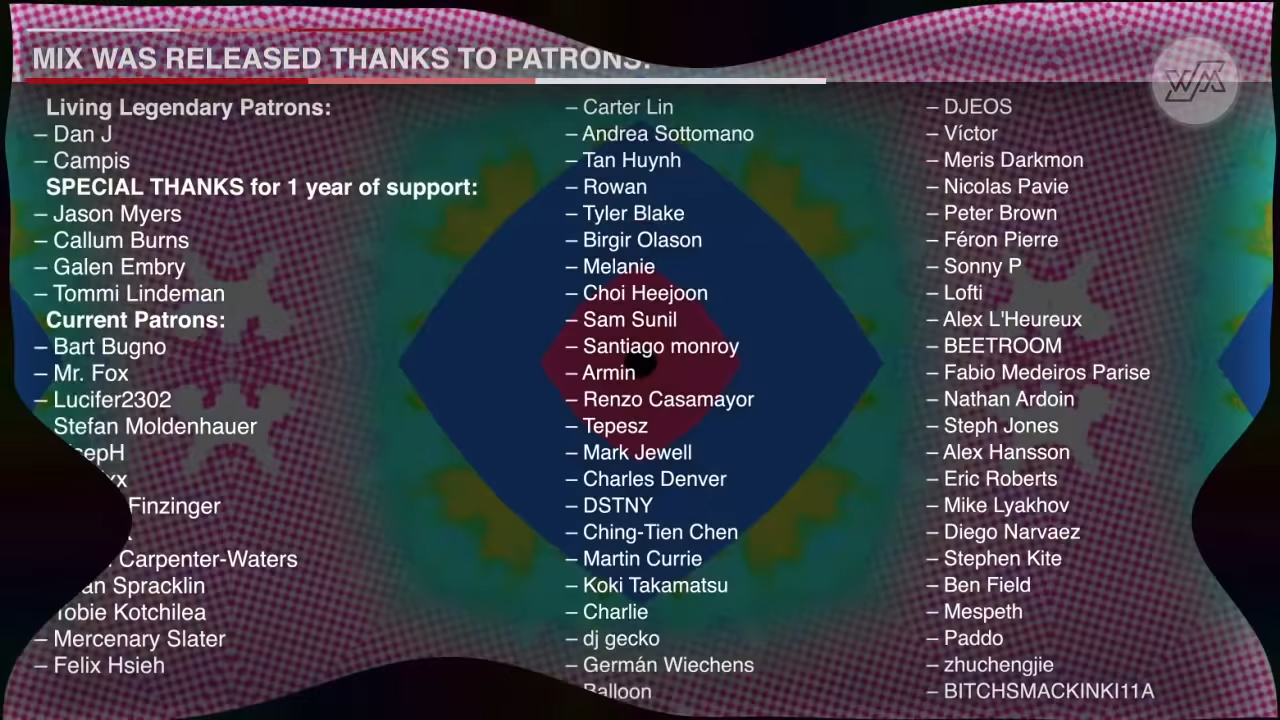 MIX WAS RELEASED THANKS TO PATRONS:
Living Legendary Patrons:
– Dan J
– Campis
SPECIAL THANKS for 1 year of support:
– Jason Myers
– Callum Burns
– Galen Embry
– Tommi Lindeman
Current Patrons:
– Bart Bugno
– Mr. Fox
– Lucifer2302
Stefan Moldenhauer
Finzinger
Carpenter-Waters
Spracklin
Tobie Kotchilea
– Mercenary Slater
– Felix Hsieh
– Carter Lin
– Andrea Sottomano
– Tan Huynh
– Rowan
– Tyler Blake
– Birgir Olason
– Melanie
– Choi Heejoon
– Sam Sunil
– Santiago monroy
– Armin
– Renzo Casamayor
– Tepesz
– Mark Jewell
– Charles Denver
– DSTNY
– Ching-Tien Chen
– Martin Currie
– Koki Takamatsu
– Charlie
– dj gecko
– Germán Wiechens
Balloon
– DJEOS
– Víctor
– Meris Darkmon
– Nicolas Pavie
– Peter Brown
– Féron Pierre
– Sonny P
– Lofti
– Alex L'Heureux
– BEETROOM
– Fabio Medeiros Parise
– Nathan Ardoin
– Steph Jones
– Alex Hansson
– Eric Roberts
– Mike Lyakhov
– Diego Narvaez
– Stephen Kite
– Ben Field
– Mespeth
– Paddo
– zhuchengjie
– BITCHSMACKINKI11A